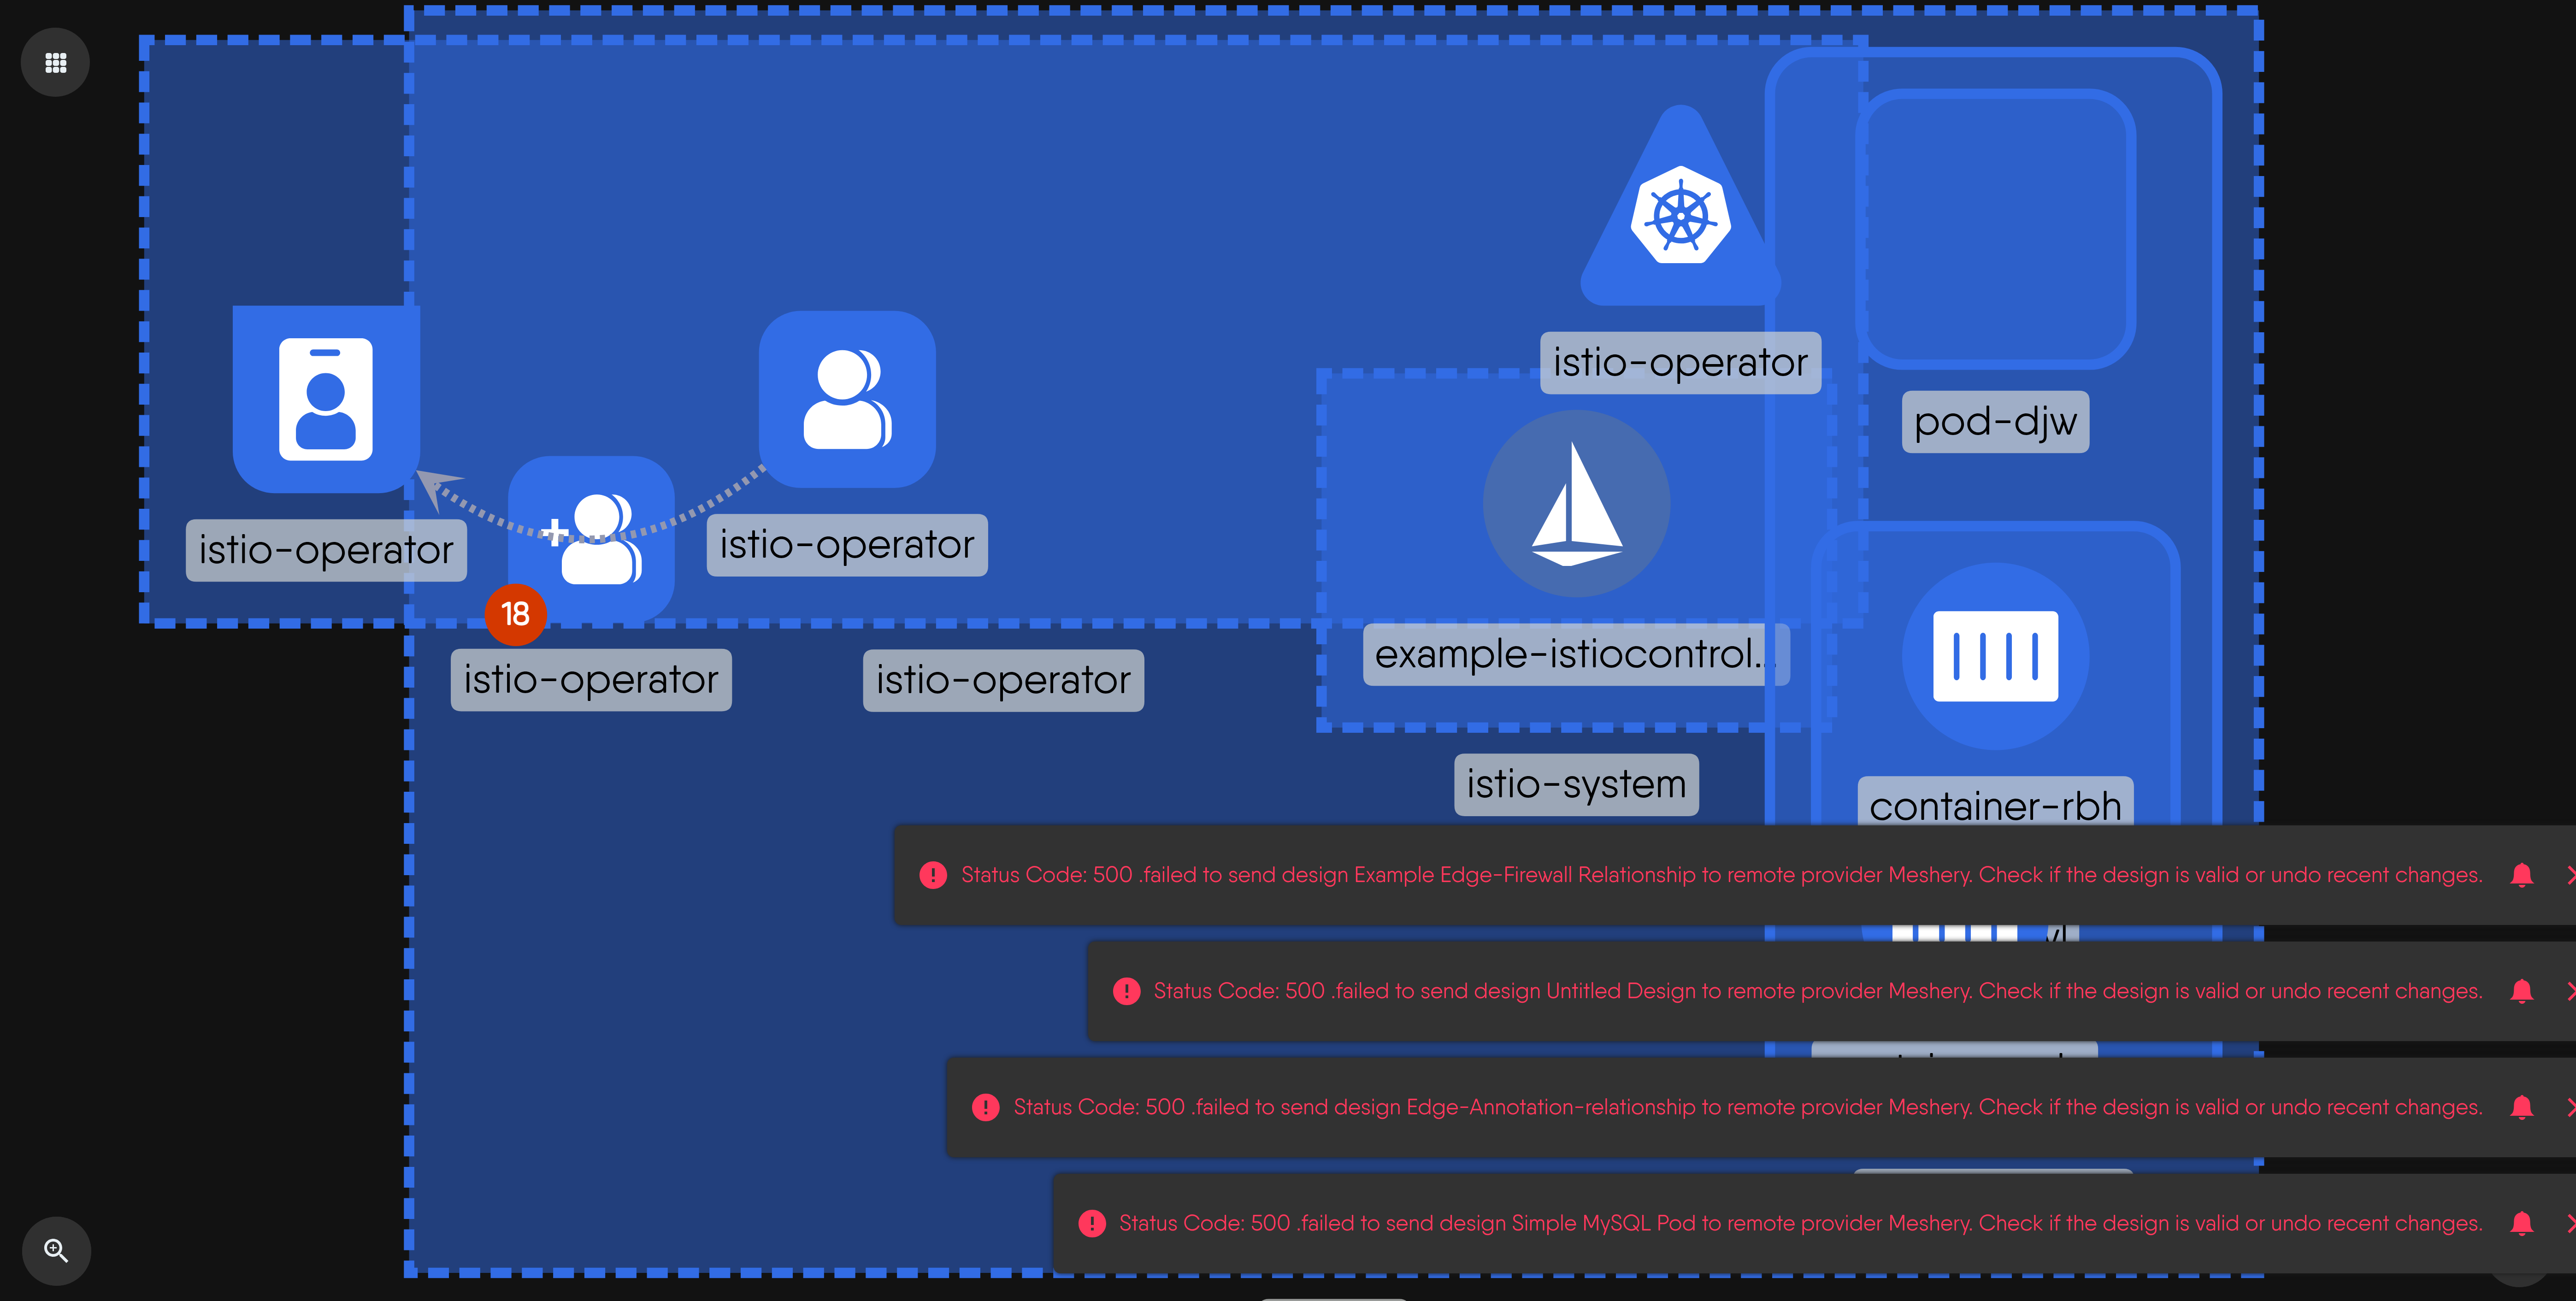 istio-operator
pod-djw
istio-operator
istio-operator
18
istio-operator
istio-operator
example-istiocontrol...
istio-system
container-rbh
Status Code: 500 .failed to send design Example Edge-Firewall Relationship to remote provider Meshery. Check if the design is valid or undo recent changes.
Status Code: 500 .failed to send design Untitled Design to remote provider Meshery. Check if the design is valid or undo recent changes.
Status Code: 500 .failed to send design Edge-Annotation-relationship to remote provider Meshery. Check if the design is valid or undo recent changes.
Status Code: 500 .failed to send design Simple MySQL Pod to remote provider Meshery. Check if the design is valid or undo recent changes.